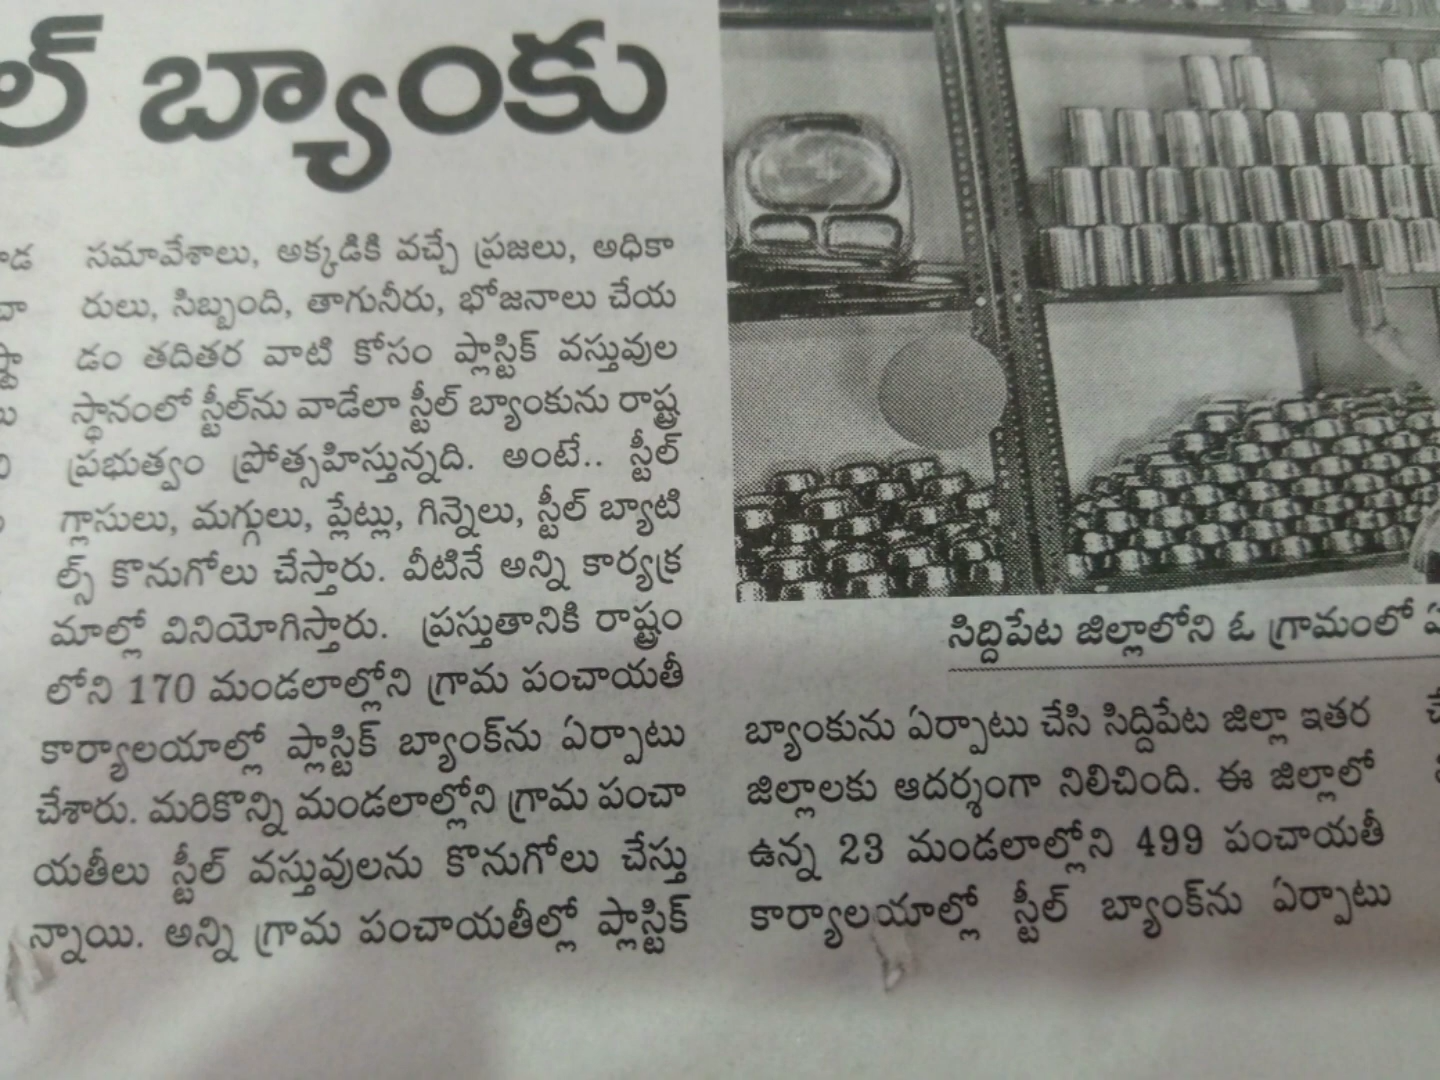 బ్యాంకు
సమావేశాలు, అక్కడికి వచ్చే ప్రజలు, అధికా
రులు, సిబ్బంది, తాగునీరు, భోజనాలు చేయ
డం తదితర వాటి కోసం ప్లాస్టిక్ వస్తువుల
స్థానంలో స్టీల్‌ను వాడేలా స్టీల్ బ్యాంకును రాష్ట్ర
ప్రభుత్వం ప్రోత్సహిస్తున్నది. అంటే.. స్టీల్
గ్లాసులు, మగ్గులు, ప్లేట్లు, గిన్నెలు, స్టీల్ బ్యాటి
ల్స్ కొనుగోలు చేస్తారు. వీటినే అన్ని కార్యక్ర
మాల్లో వినియోగిస్తారు. ప్రస్తుతానికి రాష్ట్రం
లోని 170 మండలాల్లోని గ్రామ పంచాయతీ
కార్యాలయాల్లో ప్లాస్టిక్ బ్యాంక్‌ను ఏర్పాటు
చేశారు. మరికొన్ని మండలాల్లోని గ్రామ పంచా
యతీలు స్టీల్ వస్తువులను కొనుగోలు చేస్తు
న్నాయి. అన్ని గ్రామ పంచాయతీల్లో ప్లాస్టిక్
సిద్దిపేట జిల్లాలోని ఓ గ్రామంలో
బ్యాంకును ఏర్పాటు చేసి సిద్దిపేట జిల్లా ఇతర
జిల్లాలకు ఆదర్శంగా నిలిచింది. ఈ జిల్లాలో
ఉన్న 23 మండలాల్లోని 499 పంచాయతీ
కార్యాలయాల్లో స్టీల్ బ్యాంక్‌ను ఏర్పాటు